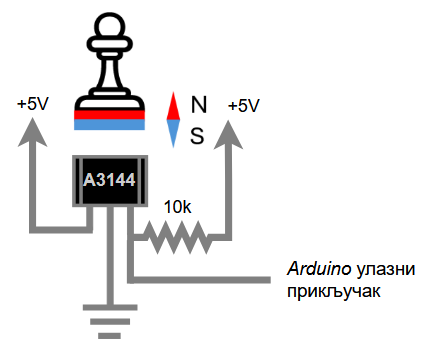 N
+5V
+5V
S
A3144
10k
Arduino улазни
прикључак